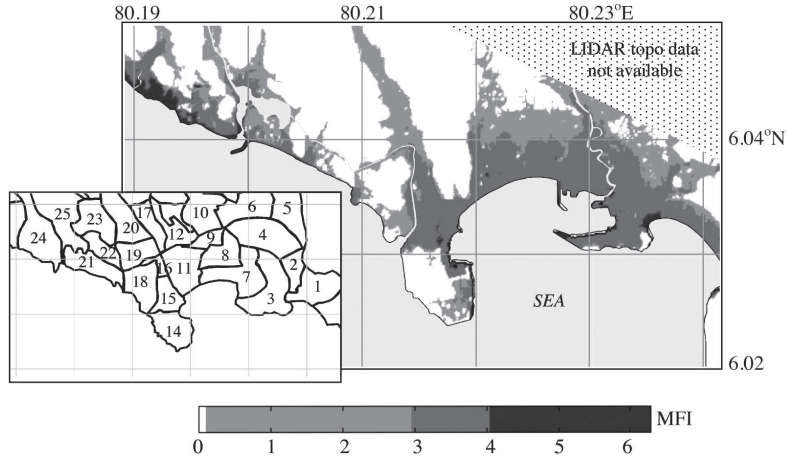 80.19 80.21 80.23°E
LIDAR topo data
not available
6.04°N
25 23 17 10 6 5
24 20 12 9 4
21 22 19 16 11 8 2
18 7 1
15 3
14
SEA
6.02
0 1 2 3 4 5 6 MFI